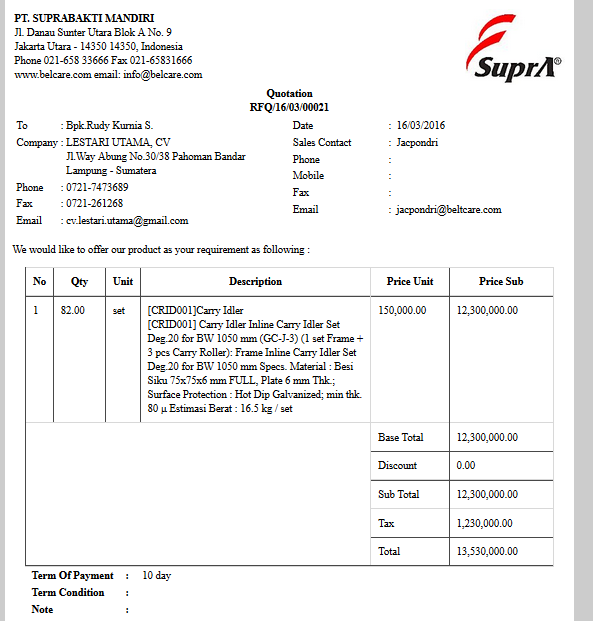 PT. SUPRABAKTI MANDIRI
Jl. Danau Sunter Utara Blok A No. 9
Jakarta Utara - 14350 14350, Indonesia
Phone 021-658 33666 Fax 021-65831666
www.belcare.com email: info@belcare.com
SuprA®
Quotation
RFQ/16/03/00021
To : Bpk.Rudy Kurnia S. Date : 16/03/2016
Company : LESTARI UTAMA, CV Sales Contact : Jacpondri
Jl.Way Abung No.30/38 Pahoman Bandar Phone :
Lampung - Sumatera Mobile :
Phone : 0721-7473689 Fax :
Fax : 0721-261268 Email : jacpondri@beltcare.com
Email : cv.lestari.utama@gmail.com
We would like to offer our product as your requirement as following :
No Qty Unit Description Price Unit Price Sub
1 82.00 set [CRID001]Carry Idler 150,000.00 12,300,000.00
[CRID001] Carry Idler Inline Carry Idler Set
Deg.20 for BW 1050 mm (GC-J-3) (1 set Frame +
3 pcs Carry Roller): Frame Inline Carry Idler Set
Deg.20 for BW 1050 mm Specs. Material : Besi
Siku 75x75x6 mm FULL, Plate 6 mm Thk.;
Surface Protection : Hot Dip Galvanized; min thk.
80 µ Estimasi Berat : 16.5 kg / set
Base Total 12,300,000.00
Discount 0.00
Sub Total 12,300,000.00
Tax 1,230,000.00
Total 13,530,000.00
Term Of Payment : 10 day
Term Condition :
Note :